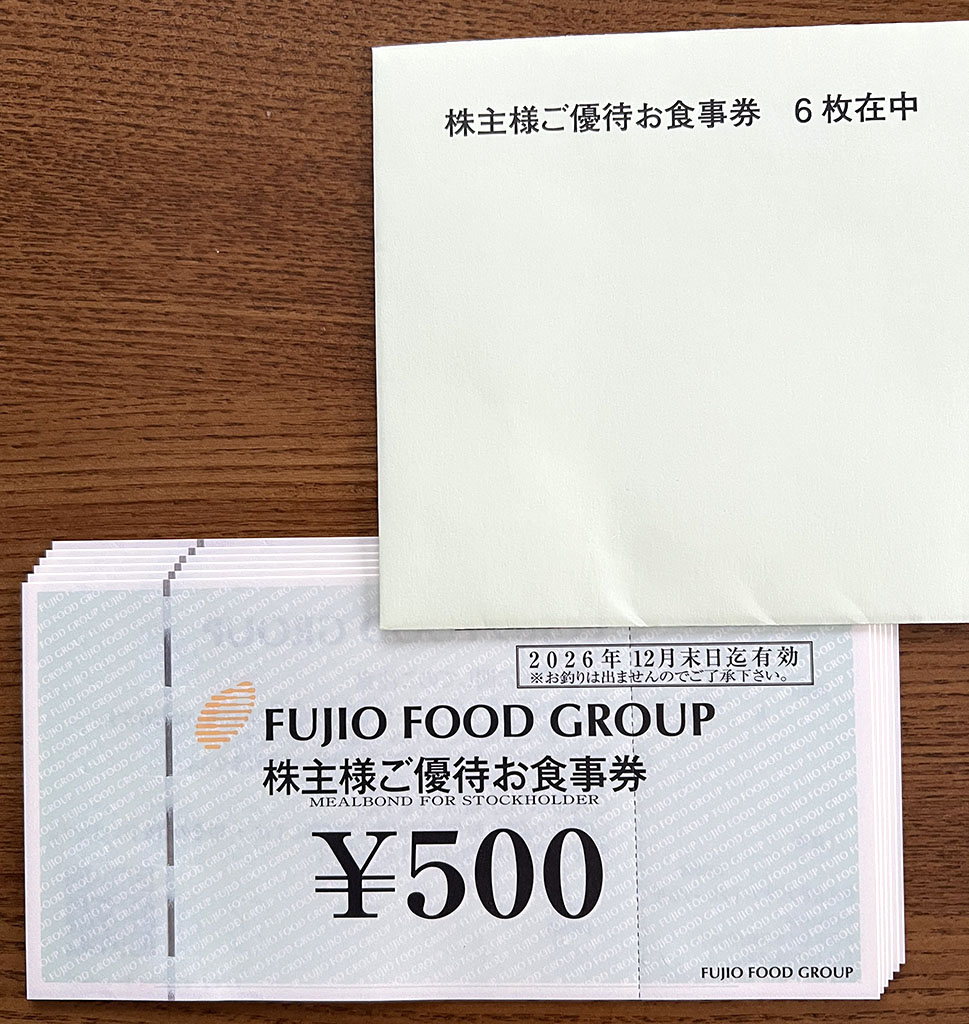 株主様ご優待お食事券 6枚在中
2026年 12月末日迄有効
※お釣りは出ませんのでご了承下さい。
FUJIO FOOD GROUP
株主様ご優待お食事券
MEALBOND FOR STOCKHOLDER
¥500
FUJIO FOOD GROUP